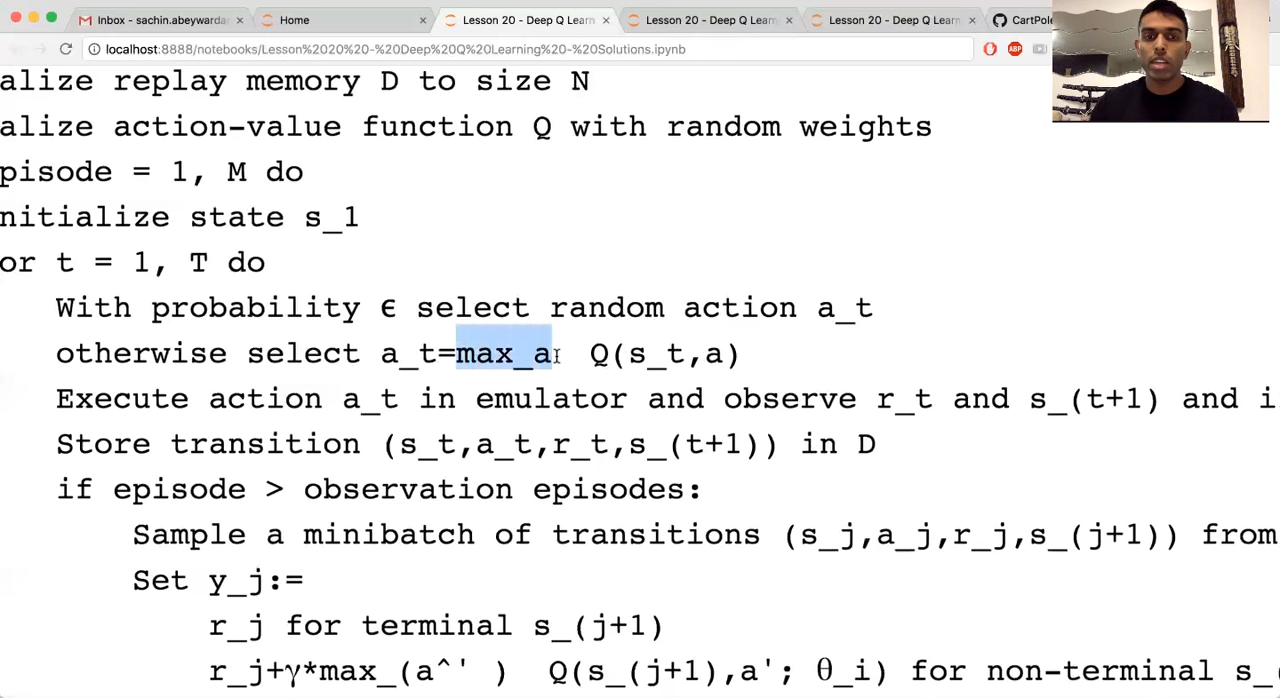 Inbox - sachin.abeywarda
Home
Lesson 20 - Deep Q Learn
Lesson 20 - Deep Q Learn
Lesson 20 - Deep Q Learn
CartPole
localhost:8888/notebooks/Lesson%2020%20-%20Deep%20Q%20Learning%20-%20Solutions.ipynb
ABP
alize replay memory D to size N
alize action-value function Q with random weights
pisode = 1, M do
nitialize state s_1
or t = 1, T do
With probability ϵ select random action a_t
otherwise select a_t=max_a Q(s_t,a)
Execute action a_t in emulator and observe r_t and s_(t+1) and i
Store transition (s_t,a_t,r_t,s_(t+1)) in D
if episode > observation episodes:
Sample a minibatch of transitions (s_j,a_j,r_j,s_(j+1)) from
Set y_j:=
r_j for terminal s_(j+1)
r_j+γ*max_(a^' ) Q(s_(j+1),a'; θ_i) for non-terminal s_(